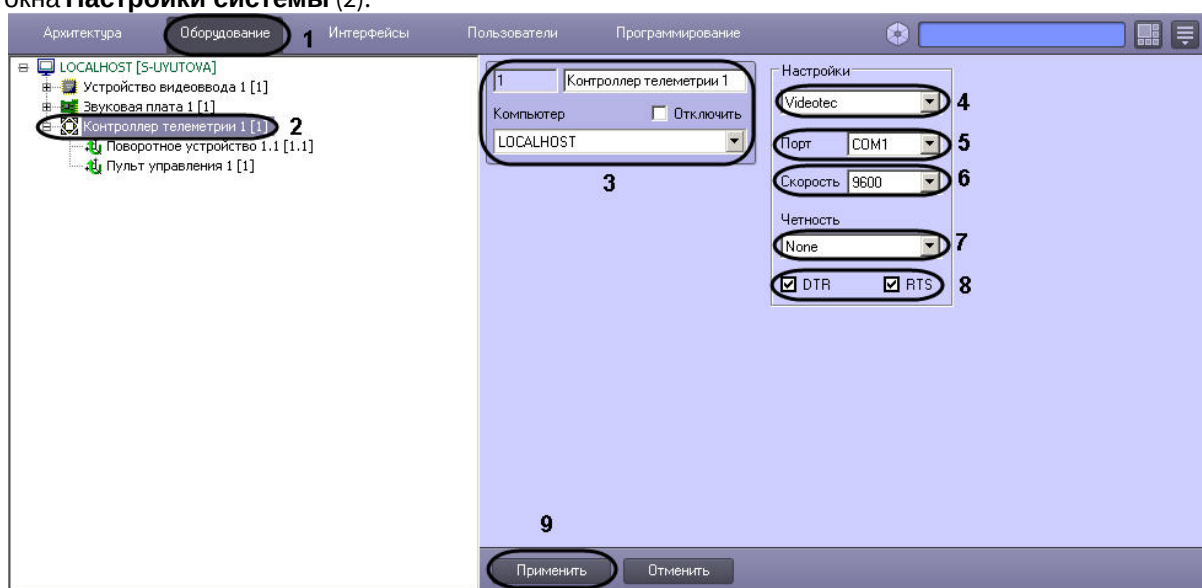 окна Настройки системы (2).
Архитектура Оборудование 1 Интерфейсы Пользователи Программирование
LOCALHOST [S-UYUTOVA]
Устройство видеоввода 1 [1]
Звуковая плата 1 [1]
Контроллер телеметрии 1 [1] 2
Поворотное устройство 1.1 [1.1]
Пульт управления 1 [1]
1 Контроллер телеметрии 1
Компьютер Отключить
LOCALHOST
3
Настройки
Videotec 4
Порт COM1 5
Скорость 9600 6
Четность
None 7
DTR RTS 8
9
Применить Отменить